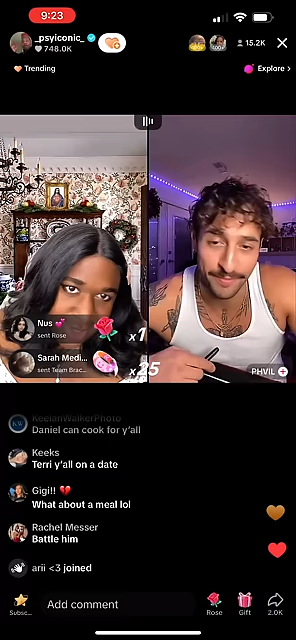 9:23
_psyiconic_
748.0K
15.2K
Trending
Explore >
Nus 💕
sent Rose
x1
Sarah Medi...
sent Team Brac...
x25
PHVIL
KW
KeelanWalkerPhoto
Daniel can cook for y'all
Keeks
Terri y'all on a date
Gigi!! 💔
What about a meal lol
Rachel Messer
Battle him
arii <3 joined
Subsc...
Add comment
Rose
Gift
2.0K